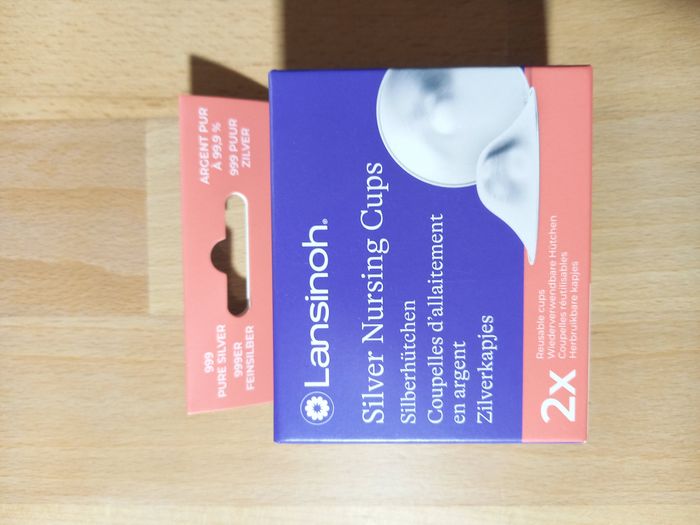 999
PURE SILVER
999ER
FEINSILBER
ARGENT PUR
À 99,9 %
999 PUUR
ZILVER
Lansinoh®
Silver Nursing Cups
Silberhütchen
Coupelles d'allaitement
en argent
Zilverkapjes
2X
Reusable cups
Wiederverwendbare Hütchen
Coupelles réutilisables
Herbruikbare kapjes